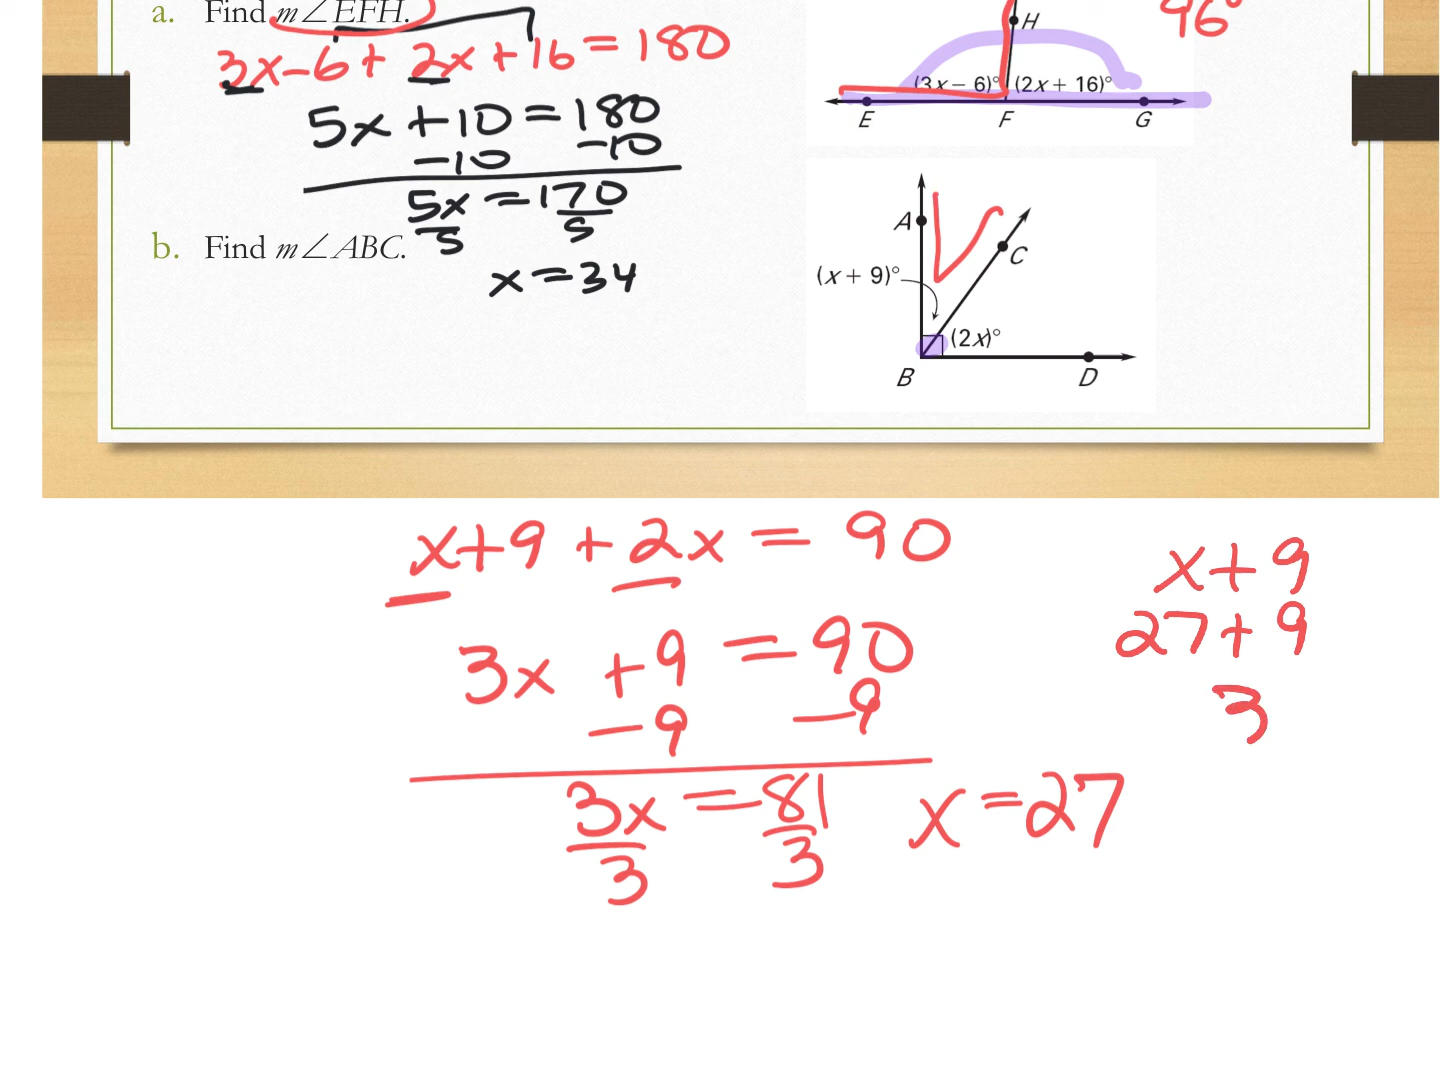 a. Find m∠EFH.
3x-6+ 2x+16=180
5x +10=180
-10 -10
5x=170
5 5
x=34
b. Find m∠ABC.
H
96°
(3x − 6)° (2x + 16)°
E F G
A
C
(x + 9)°
(2x)°
B D
x+9 +2x = 90
3x +9 =90
-9 -9
3x =81
3 3
x=27
x+9
27+9
3